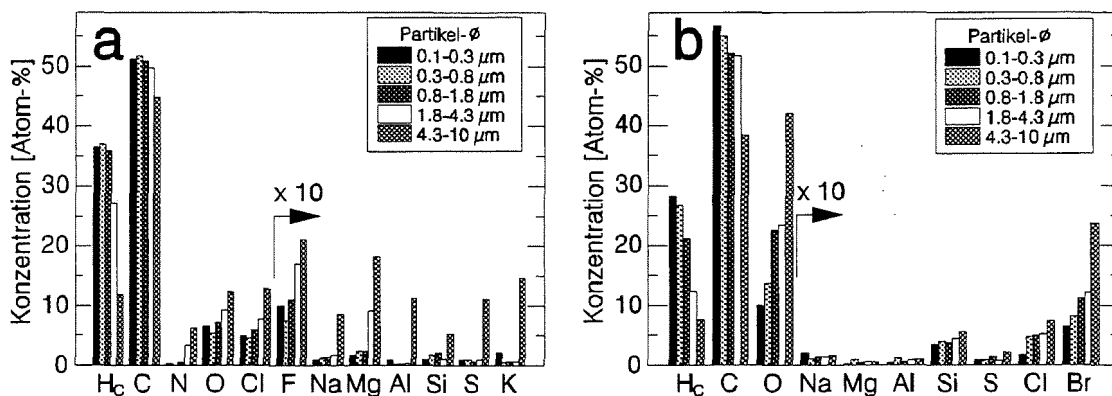 a
Partikel-ø
0.1-0.3 µm
0.3-0.8 µm
0.8-1.8 µm
1.8-4.3 µm
4.3-10 µm
Konzentration [Atom-%]
50
40
30
20
10
0
x 10
Hc C N O Cl F Na Mg Al Si S K
b
Partikel-ø
0.1-0.3 µm
0.3-0.8 µm
0.8-1.8 µm
1.8-4.3 µm
4.3-10 µm
Konzentration [Atom-%]
50
40
30
20
10
0
x 10
Hc C O Na Mg Al Si S Cl Br